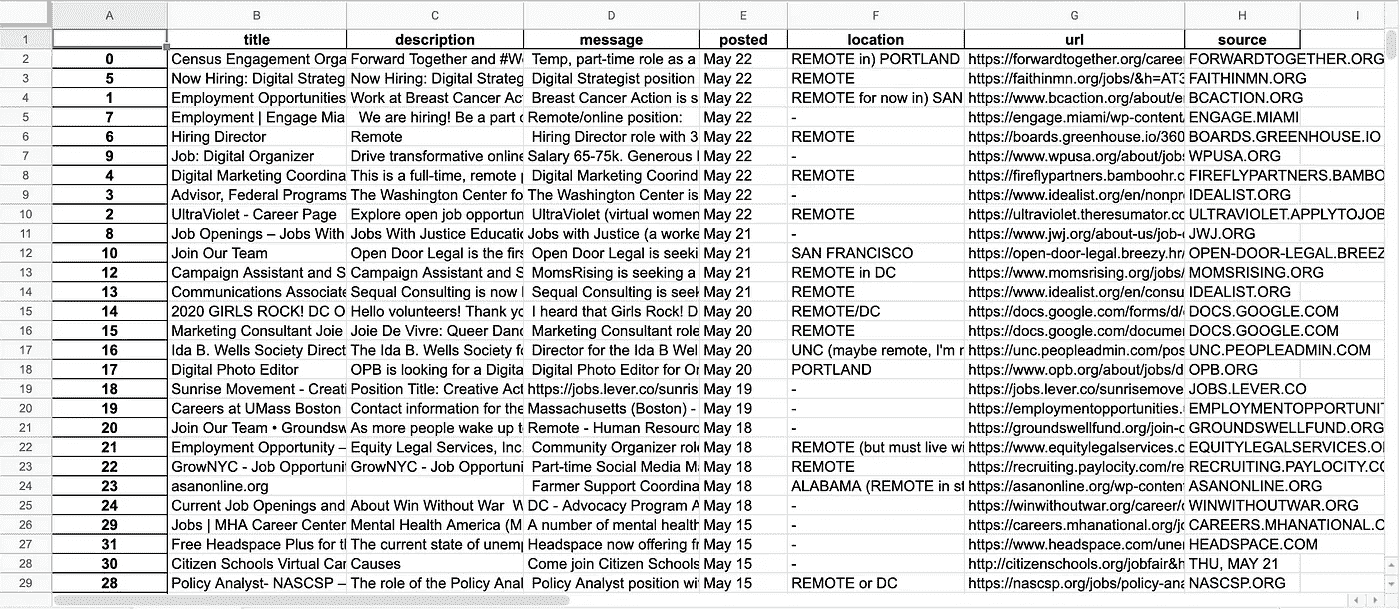 A B C D E F G H I
1 title description message posted location url source
2 0 Census Engagement Orga Forward Together and #W Temp, part-time role as a May 22 REMOTE in) PORTLAND https://forwardtogether.org/caree FORWARDTOGETHER.ORG
3 5 Now Hiring: Digital Strateg Now Hiring: Digital Strateg Digital Strategist position May 22 REMOTE https://faithinmn.org/jobs/&h=AT3 FAITHINMN.ORG
4 1 Employment Opportunities Work at Breast Cancer Ac Breast Cancer Action is s May 22 REMOTE for now in) SAN https://www.bcaction.org/about/e BCACTION.ORG
5 7 Employment | Engage Mia We are hiring! Be a part o Remote/online position: May 22 - https://engage.miami/wp-content/ ENGAGE.MIAMI
6 6 Hiring Director Remote Hiring Director role with 3 May 22 REMOTE https://boards.greenhouse.io/360 BOARDS.GREENHOUSE.IO
7 9 Job: Digital Organizer Drive transformative online Salary 65-75k. Generous May 22 - https://www.wpusa.org/about/jobs WPUSA.ORG
8 4 Digital Marketing Coordina This is a full-time, remote p Digital Marketing Coorind May 22 REMOTE https://fireflypartners.bamboohr.c FIREFLYPARTNERS.BAMBO
9 3 Advisor, Federal Programs The Washington Center fo The Washington Center is May 22 - https://www.idealist.org/en/nonpr IDEALIST.ORG
10 2 UltraViolet - Career Page Explore open job opportun UltraViolet (virtual women May 22 REMOTE https://ultraviolet.theresumator.co ULTRAVIOLET.APPLYTOJOB
11 8 Job Openings – Jobs With Jobs With Justice Educatio Jobs with Justice (a worke May 21 - https://www.jwj.org/about-us/job- JWJ.ORG
12 10 Join Our Team Open Door Legal is the firs Open Door Legal is seeki May 21 SAN FRANCISCO https://open-door-legal.breezy.hr/ OPEN-DOOR-LEGAL.BREEZ
13 12 Campaign Assistant and S Campaign Assistant and S MomsRising is seeking a May 21 REMOTE in DC https://www.momsrising.org/jobs/ MOMSRISING.ORG
14 13 Communications Associate Sequal Consulting is now Sequal Consulting is seek May 21 REMOTE https://www.idealist.org/en/consu IDEALIST.ORG
15 14 2020 GIRLS ROCK! DC O Hello volunteers! Thank yo I heard that Girls Rock! D May 20 REMOTE/DC https://docs.google.com/forms/d/ DOCS.GOOGLE.COM
16 15 Marketing Consultant Joie Joie De Vivre: Queer Danc Marketing Consultant role May 20 REMOTE https://docs.google.com/documen DOCS.GOOGLE.COM
17 16 Ida B. Wells Society Direct The Ida B. Wells Society fo Director for the Ida B Wel May 20 UNC (maybe remote, I'm n https://unc.peopleadmin.com/pos UNC.PEOPLEADMIN.COM
18 17 Digital Photo Editor OPB is looking for a Digita Digital Photo Editor for Or May 20 PORTLAND https://www.opb.org/about/jobs/d OPB.ORG
19 18 Sunrise Movement - Creati Position Title: Creative Act https://jobs.lever.co/sunris May 19 - https://jobs.lever.co/sunrisemove JOBS.LEVER.CO
20 19 Careers at UMass Boston Contact information for the Massachusetts (Boston) - May 19 - https://employmentopportunities. EMPLOYMENTOPPORTUNIT
21 20 Join Our Team • Groundsw As more people wake up t Remote - Human Resourc May 18 - https://groundswellfund.org/join-o GROUNDSWELLFUND.ORG
22 21 Employment Opportunity – Equity Legal Services, Inc. Community Organizer role May 18 REMOTE (but must live wi https://www.equitylegalservices.c EQUITYLEGALSERVICES.O
23 22 GrowNYC - Job Opportuni GrowNYC - Job Opportuni Part-time Social Media M May 18 REMOTE https://recruiting.paylocity.com/re RECRUITING.PAYLOCITY.CO
24 23 asanonline.org Farmer Support Coordina May 18 ALABAMA (REMOTE in st https://asanonline.org/wp-conten ASANONLINE.ORG
25 24 Current Job Openings and About Win Without War W DC - Advocacy Program A May 18 - https://winwithoutwar.org/career/ WINWITHOUTWAR.ORG
26 29 Jobs | MHA Career Center Mental Health America (M A number of mental health May 15 - https://careers.mhanational.org/jo CAREERS.MHANATIONAL.O
27 31 Free Headspace Plus for t The current state of unem Headspace now offering fr May 15 - https://www.headspace.com/une HEADSPACE.COM
28 30 Citizen Schools Virtual Car Causes Come join Citizen Schools May 15 - http://citizenschools.org/jobfair&h THU, MAY 21
29 28 Policy Analyst- NASCSP – The role of the Policy Anal Policy Analyst position wi May 15 REMOTE or DC https://nascsp.org/jobs/policy-ana NASCSP.ORG